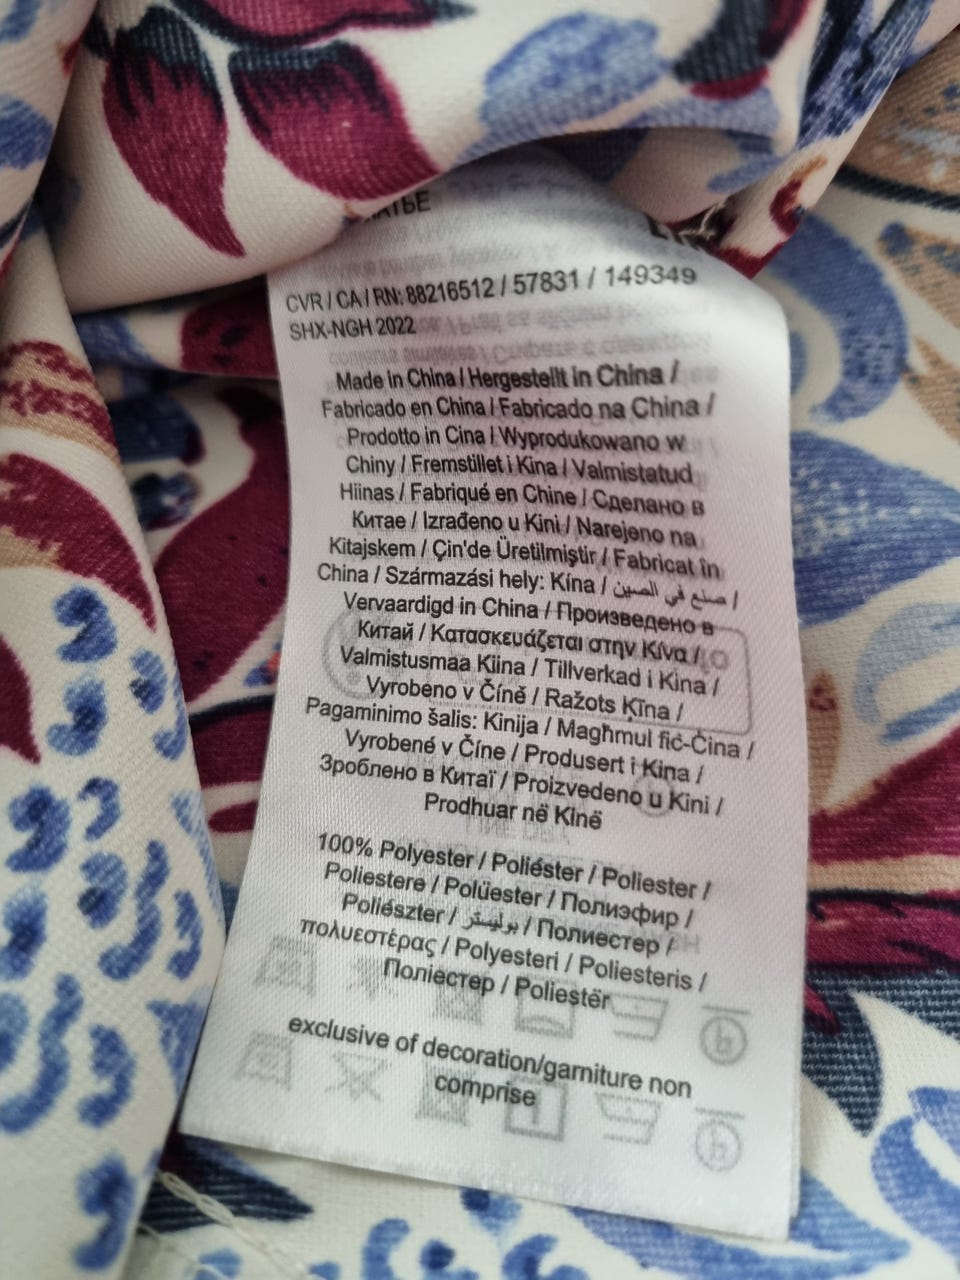 CVR / CA / RN: 88216512 / 57831 / 149349
SHX-NGH 2022
Made in China / Hergestellt in China /
Fabricado en China / Fabricado na China /
Prodotto in Cina / Wyprodukowano w
Chiny / Fremstillet i Kina / Valmistatud
Hiinas / Fabriqué en Chine / Сделано в
Китае / Izrađeno u Kini / Narejeno na
Kitajskem / Çin'de Üretilmiştir / Fabricat în
China / Származási hely: Kína / صنع في الصين /
Vervaardigd in China / Произведено в
Китай / Κατασκευάζεται στην Κίνα /
Valmistusmaa Kiina / Tillverkad i Kina /
Vyrobeno v Číně / Ražots Ķīna /
Pagaminimo šalis: Kinija / Magħmul fiċ-Ċina /
Vyrobené v Číne / Produsert i Kina /
Зроблено в Китаї / Proizvedeno u Kini /
Prodhuar në Kinë
100% Polyester / Poliéster / Poliester /
Poliestere / Polüester / Полиэфир /
Poliészter / بوليستر / Полиестер /
πολυεστέρας / Polyesteri / Poliesteris /
Поліестер / Poliestër
exclusive of decoration/garniture non
comprise